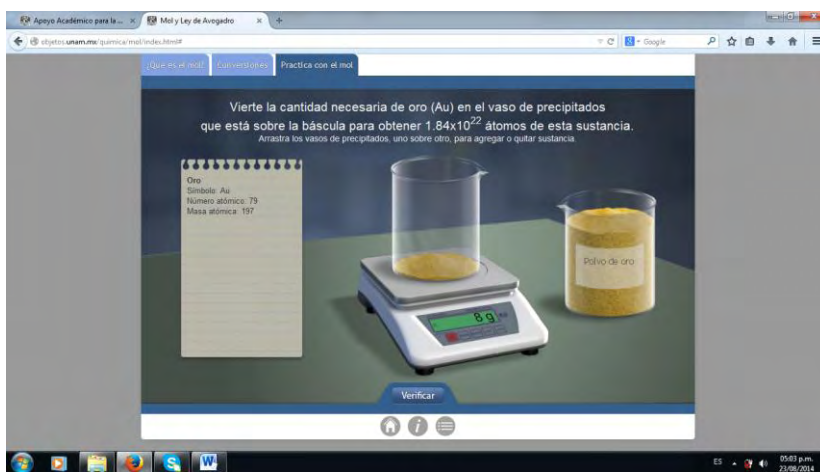 Apoyo Académico para la ...
Mol y Ley de Avogadro
objetos.unam.mx/quimica/mol/index.html#
Google
¿Qué es el mol?
Conversiones
Practica con el mol
Vierte la cantidad necesaria de oro (Au) en el vaso de precipitados
que está sobre la báscula para obtener 1.84x10²² átomos de esta sustancia.
Arrastra los vasos de precipitados, uno sobre otro, para agregar o quitar sustancia.
Oro
Símbolo: Au
Número atómico: 79
Masa atómica: 197
Polvo de oro
8 g
Verificar
ES
05:03 p.m.
23/08/2014